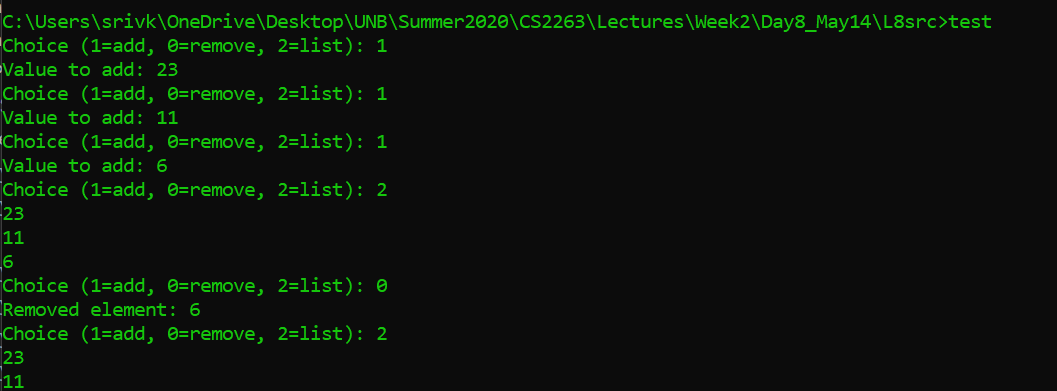 C:\Users\srivk\OneDrive\Desktop\UNB\Summer2020\CS2263\Lectures\Week2\Day8_May14\L8src>test
Choice (1=add, 0=remove, 2=list): 1
Value to add: 23
Choice (1=add, 0=remove, 2=list): 1
Value to add: 11
Choice (1=add, 0=remove, 2=list): 1
Value to add: 6
Choice (1=add, 0=remove, 2=list): 2
23
11
6
Choice (1=add, 0=remove, 2=list): 0
Removed element: 6
Choice (1=add, 0=remove, 2=list): 2
23
11